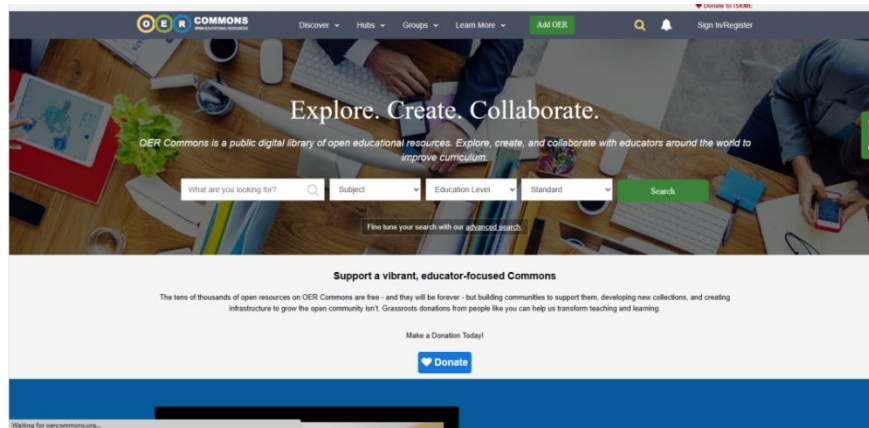 Donate to ISKME
OER COMMONS
OPEN EDUCATIONAL RESOURCES
Discover
Hubs
Groups
Learn More
Add OER
Sign In/Register
Explore. Create. Collaborate.
OER Commons is a public digital library of open educational resources. Explore, create, and collaborate with educators around the world to
improve curriculum.
What are you looking for?
Subject
Education Level
Standard
Search
Fine tune your search with our advanced search.
Support a vibrant, educator-focused Commons
The tens of thousands of open resources on OER Commons are free - and they will be forever - but building communities to support them, developing new collections, and creating
infrastructure to grow the open community isn't. Grassroots donations from people like you can help us transform teaching and learning.
Make a Donation Today!
Donate
Waiting for oercommons.org...